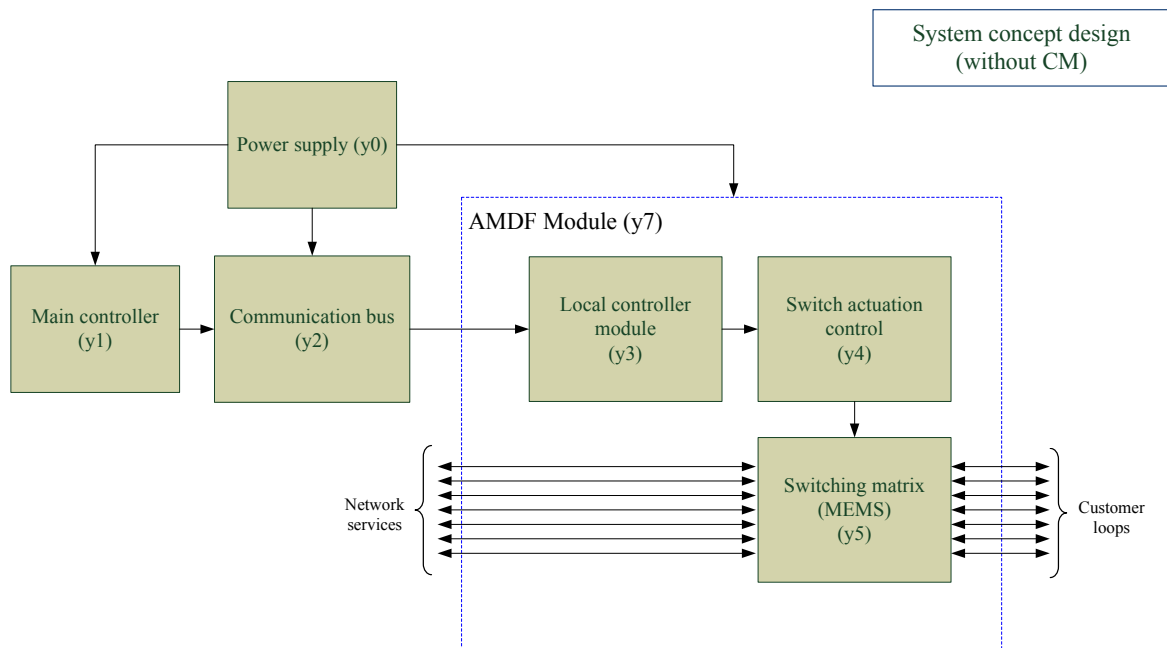 System concept design
(without CM)
Power supply (y0)
AMDF Module (y7)
Main controller
(y1)
Communication bus
(y2)
Local controller
module
(y3)
Switch actuation
control
(y4)
Network
services
Switching matrix
(MEMS)
(y5)
Customer
loops